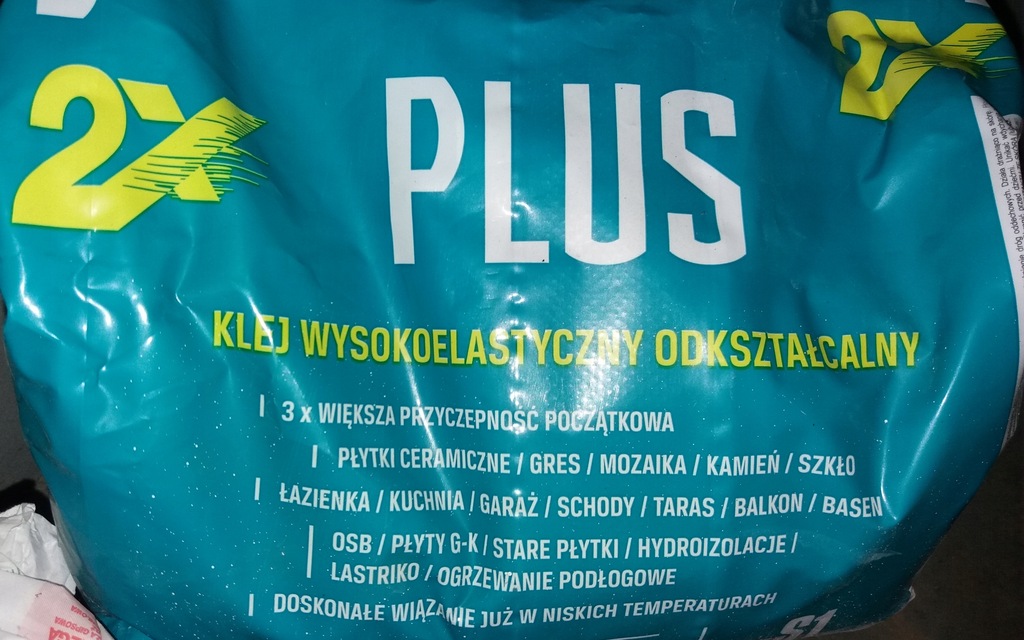 2X
PLUS
2X
KLEJ WYSOKOELASTYCZNY ODKSZTAŁCALNY
3 x WIĘKSZA PRZYCZEPNOŚĆ POCZĄTKOWA
PŁYTKI CERAMICZNE / GRES / MOZAIKA / KAMIEŃ / SZKŁO
ŁAZIENKA / KUCHNIA / GARAŻ / SCHODY / TARAS / BALKON / BASEN
OSB / PŁYTY G-K / STARE PŁYTKI / HYDROIZOLACJE /
LASTRIKO / OGRZEWANIE PODŁOGOWE
DOSKONAŁE WIĄZANIE JUŻ W NISKICH TEMPERATURACH
S1